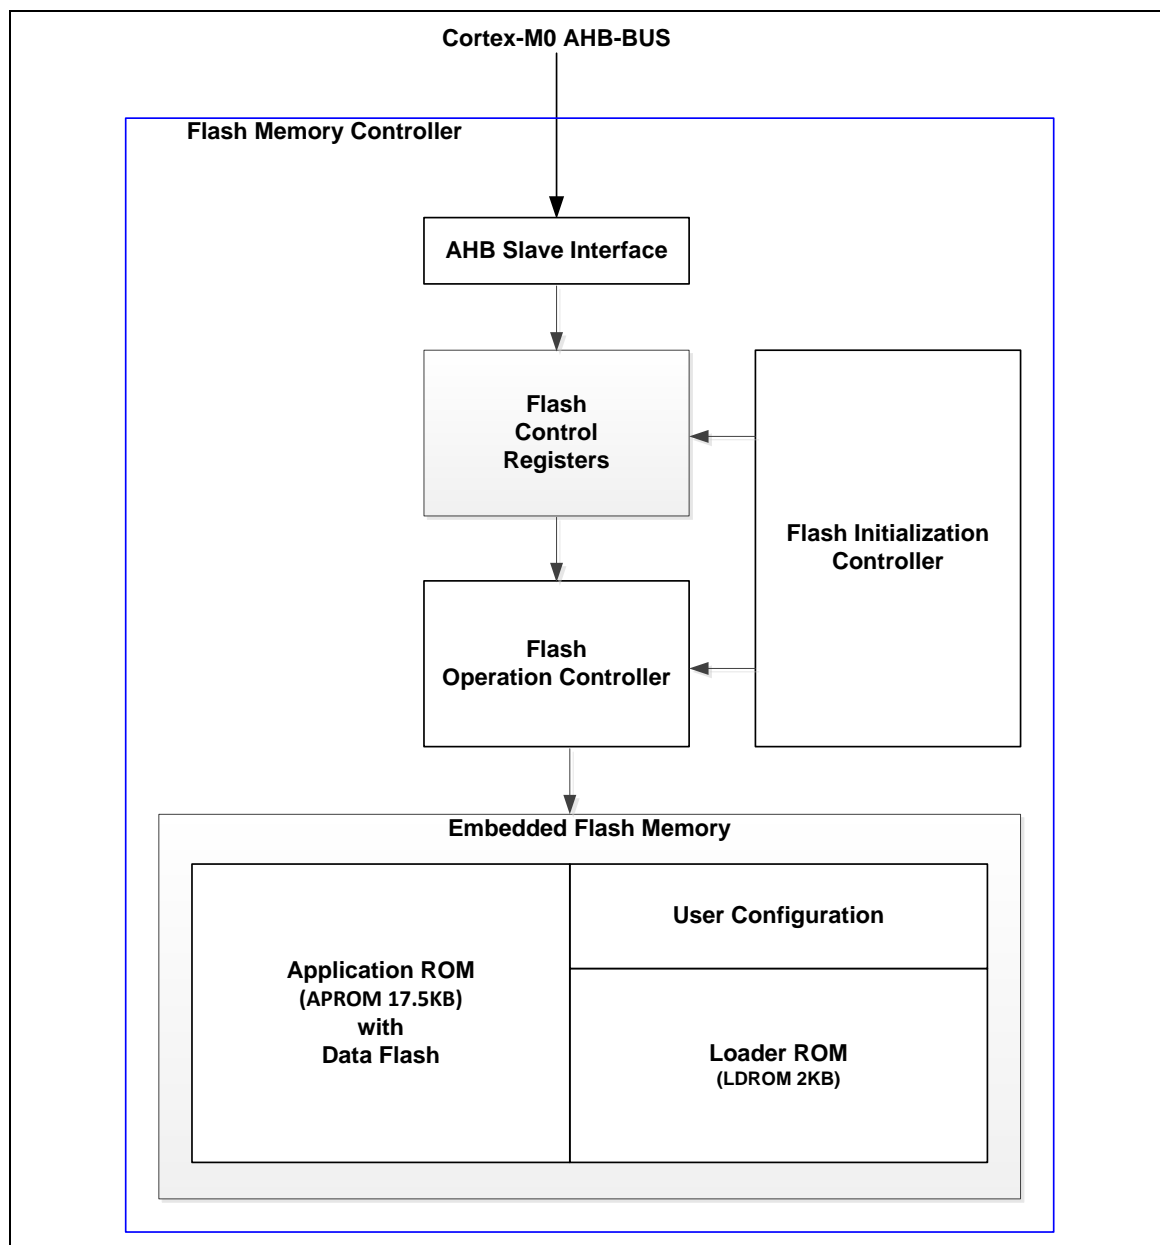 Cortex-M0 AHB-BUS
Flash Memory Controller
AHB Slave Interface
Flash
Control
Registers
Flash Initialization
Controller
Flash
Operation Controller
Embedded Flash Memory
Application ROM
(APROM 17.5KB)
with
Data Flash
User Configuration
Loader ROM
(LDROM 2KB)